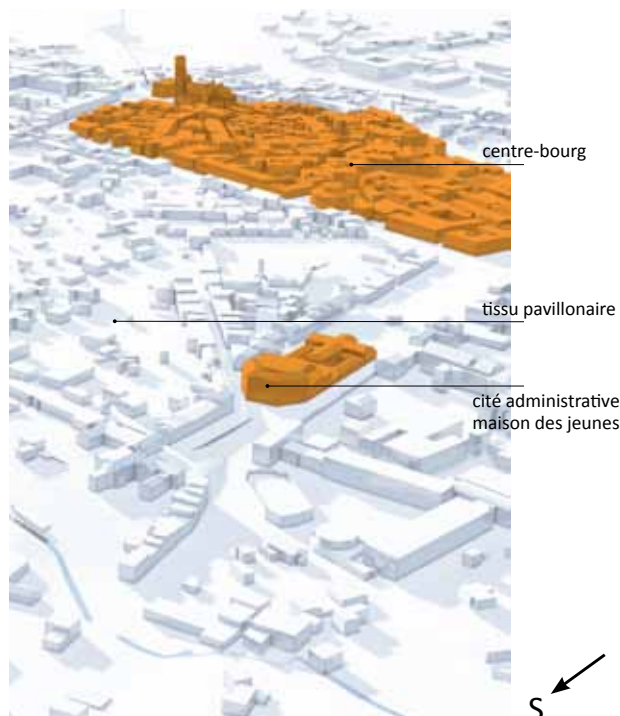 centre-bourg
tissu pavillonaire
cité administrative
maison des jeunes
S